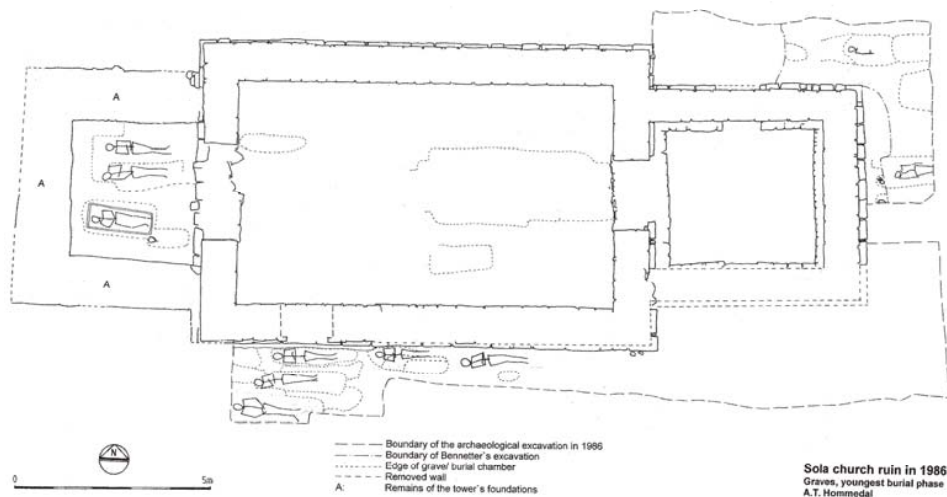 A
A
A
N
0 5m
Boundary of the archaeological excavation in 1986
Boundary of Bennetter's excavation
Edge of grave/ burial chamber
Removed wall
A: Remains of the tower's foundations
Sola church ruin in 1986
Graves, youngest burial phase
A.T. Hommedal